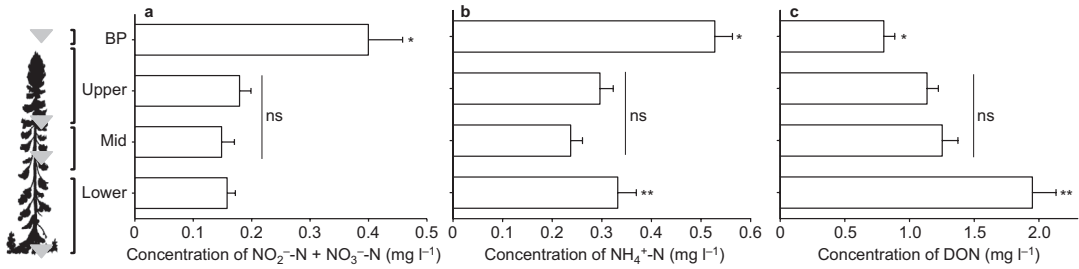 a
b
c
BP
Upper
Mid
Lower
*
ns
*
ns
**
*
ns
**
0 0.1 0.2 0.3 0.4 0.5
0 0.1 0.2 0.3 0.4 0.5 0.6
0 0.5 1.0 1.5 2.0
Concentration of NO₂⁻-N + NO₃⁻-N (mg l⁻¹)
Concentration of NH₄⁺-N (mg l⁻¹)
Concentration of DON (mg l⁻¹)